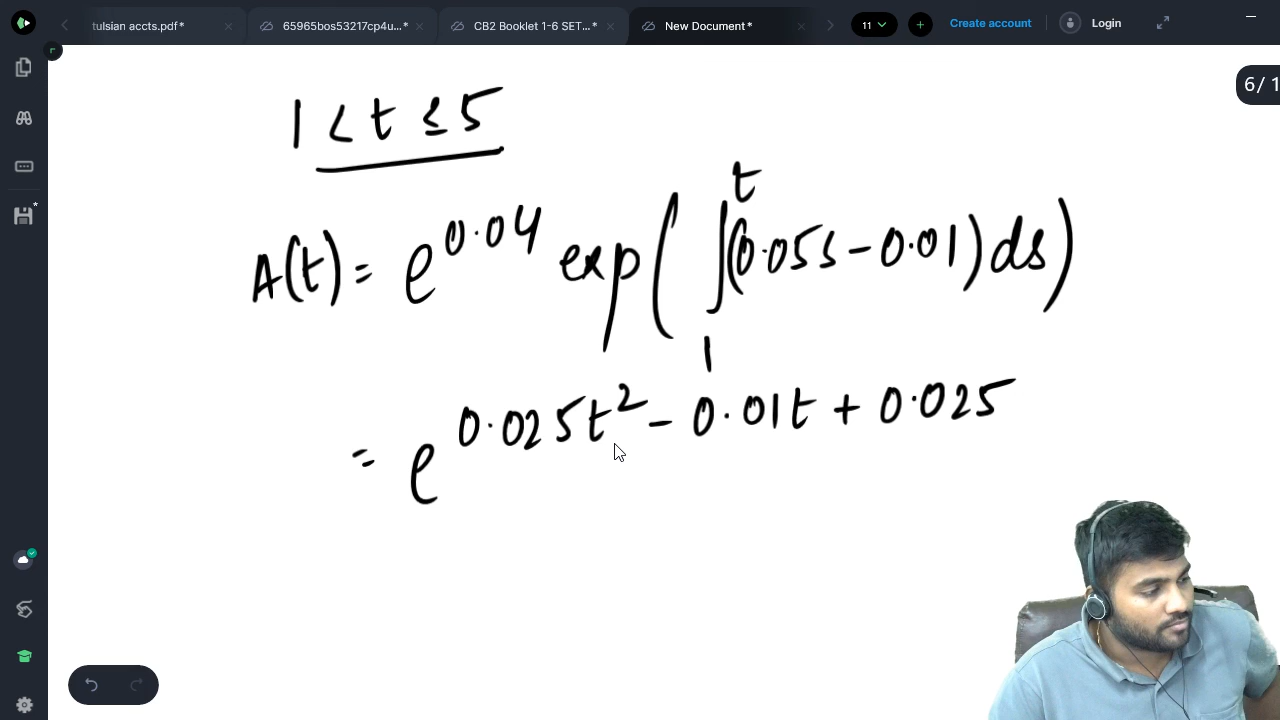 tulsian accts.pdf*
65965bos53217cp4u...*
CB2 Booklet 1-6 SET...*
New Document*
11
Create account
Login
6/1
1 < t ≤ 5
A(t) = e^0.04 exp( ∫_1^t (0.05s - 0.01) ds )
= e^0.025t² - 0.01t + 0.025